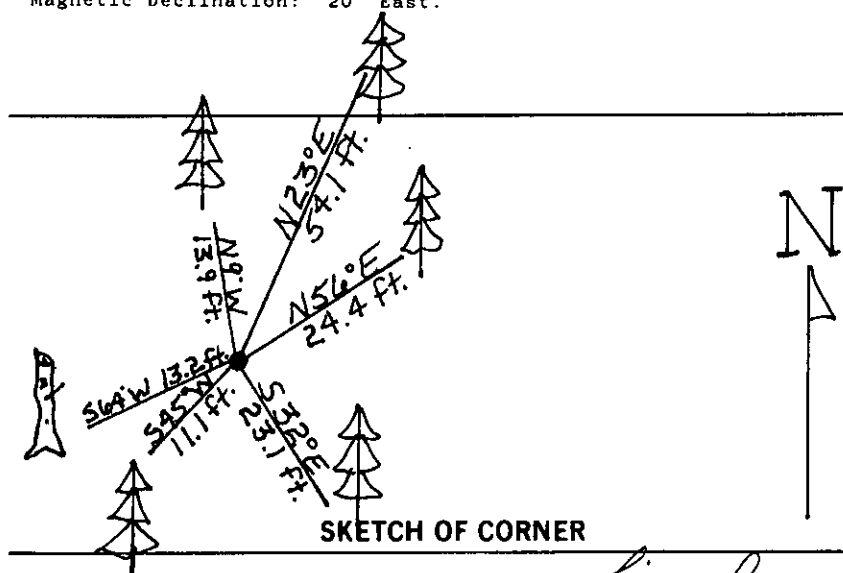 Magnetic Declination: 20 East.
N23°E
54.1 ft.
N9°W
13.9 ft.
N56°E
24.4 ft.
N
S64°W 13.2 ft.
S45°W
11.1 ft.
S32°E
23.1 ft.
SKETCH OF CORNER